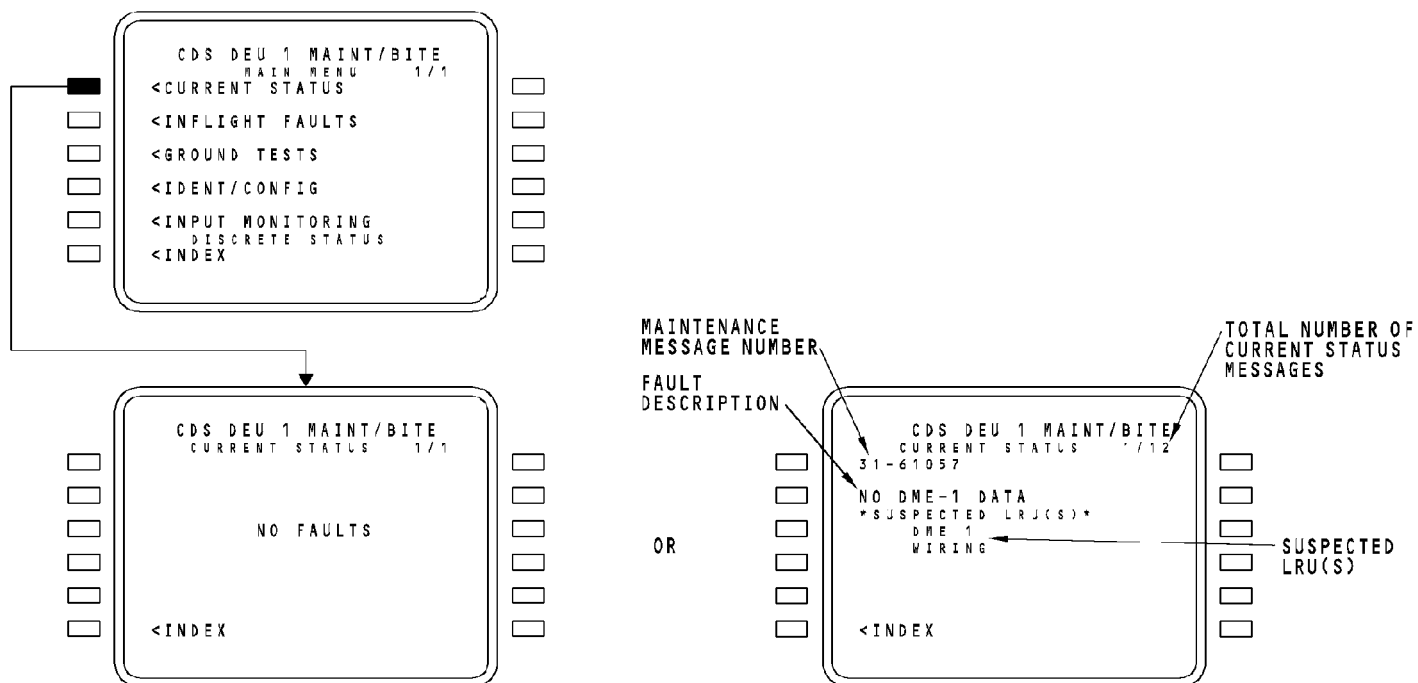 CDS DEU 1 MAINT/BITE
MAIN MENU 1/1
<CURRENT STATUS
<INFLIGHT FAULTS
<GROUND TESTS
<IDENT/CONFIG
<INPUT MONITORING
DISCRETE STATUS
<INDEX
CDS DEU 1 MAINT/BITE
CURRENT STATUS 1/1
NO FAULTS
<INDEX
OR
MAINTENANCE
MESSAGE NUMBER
FAULT
DESCRIPTION
TOTAL NUMBER OF
CURRENT STATUS
MESSAGES
CDS DEU 1 MAINT/BITE
CURRENT STATUS 1/12
31-61057
NO DME-1 DATA
*SUSPECTED LRU(S)*
DME 1
WIRING
<INDEX
SUSPECTED
LRU(S)